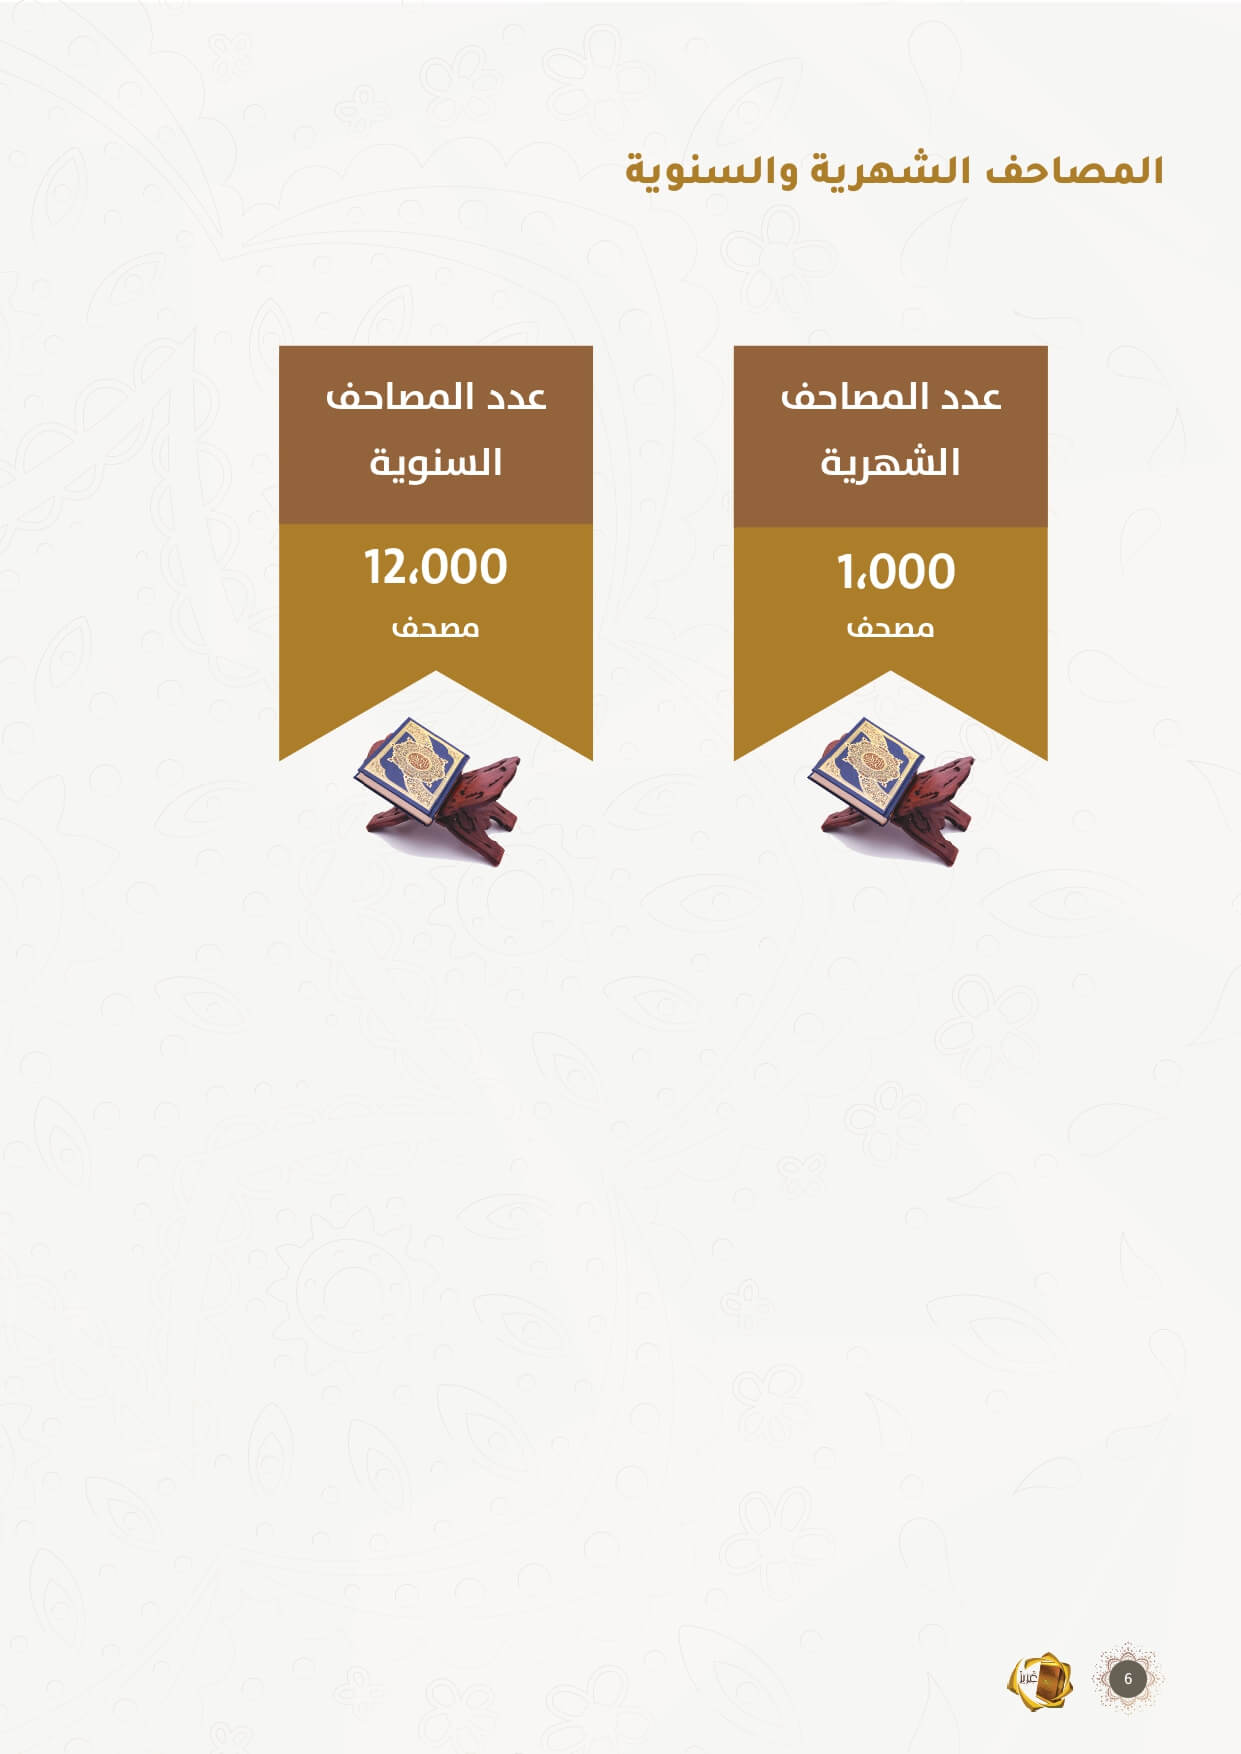 المصاحف الشهرية والسنوية
عدد المصاحف
الشهرية
1،000
مصحف
عدد المصاحف
السنوية
12،000
مصحف
6